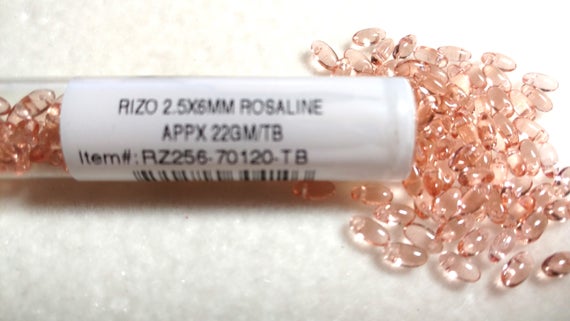 RIZO 2.5X6MM ROSALINE
APPX 22GM/TB
Item#:RZ256-70120-TB